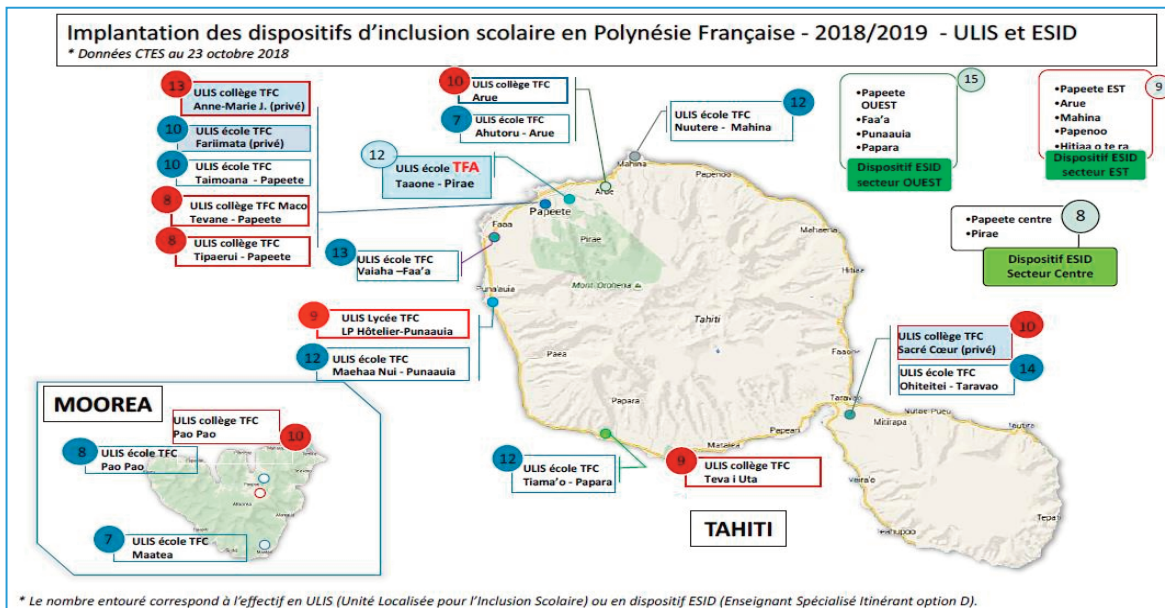 Implantation des dispositifs d'inclusion scolaire en Polynésie Française - 2018/2019 - ULIS et ESID
* Données CTES au 23 octobre 2018
13
ULIS collège TFC
Anne-Marie J. (privé)
10
ULIS école TFC
Fariimata (privé)
10
ULIS école TFC
Taimoana - Papeete
8
ULIS collège TFC Maco
Tevane - Papeete
8
ULIS collège TFC
Tipaerui - Papeete
10
ULIS collège TFC
Arue
7
ULIS école TFC
Ahutoru - Arue
12
ULIS école TFA
Taaone - Pirae
ULIS école TFC
Nuutere - Mahina
12
15
•Papeete
OUEST
•Faa'a
•Punaauia
•Papara
Dispositif ESID
secteur OUEST
9
•Papeete EST
•Arue
•Mahina
•Papenoo
•Hitiaa o te ra
Dispositif ESID
secteur EST
8
•Papeete centre
•Pirae
Dispositif ESID
Secteur Centre
13
ULIS école TFC
Vaiaha –Faa'a
9
ULIS Lycée TFC
LP Hôtelier-Punaauia
12
ULIS école TFC
Maehaa Nui - Punaauia
ULIS collège TFC
Sacré Cœur (privé)
10
ULIS école TFC
Ohiteitei - Taravao
14
12
ULIS école TFC
Tiama'o - Papara
9
ULIS collège TFC
Teva i Uta
Mahina
Papenoo
Arue
Papeete
Faaa
Pirae
Mahaena
Hitiaa
Puna'auia
Mont Orohena
Tahiti
Paea
Faaone
Papara
Taravao
Papeari
Mataiea
Mitirapa
Nutae Pueu
Tautira
Vairao
Tepati
TAHITI
MOOREA
ULIS collège TFC
Pao Pao
10
8
ULIS école TFC
Pao Pao
7
ULIS école TFC
Maatea
* Le nombre entouré correspond à l'effectif en ULIS (Unité Localisée pour l'Inclusion Scolaire) ou en dispositif ESID (Enseignant Spécialisé Itinérant option D).